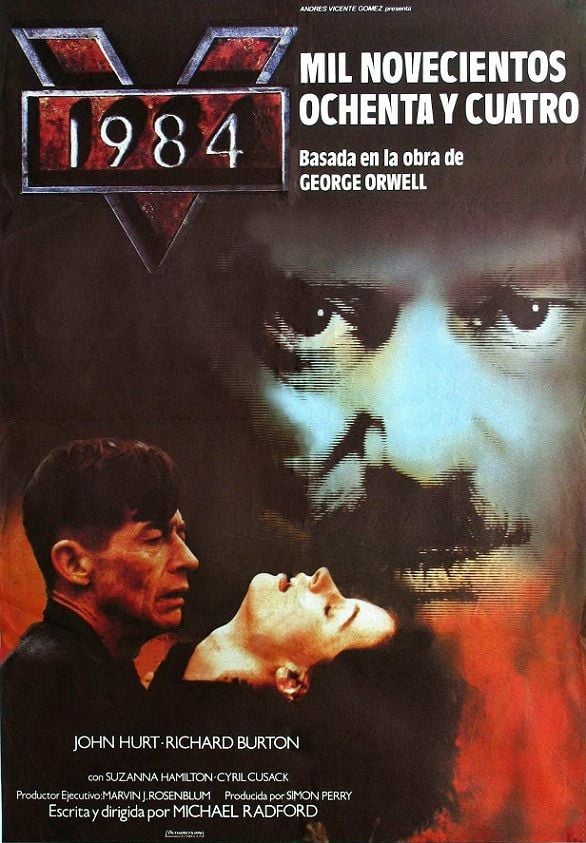 ANDRES VICENTE GOMEZ presenta
1984
MIL NOVECIENTOS
OCHENTA Y CUATRO
Basada en la obra de
GEORGE ORWELL
JOHN HURT·RICHARD BURTON
con SUZANNA HAMILTON·CYRIL CUSACK
Productor Ejecutivo:MARVIN J.ROSENBLUM Producida por SIMON PERRY
Escrita y dirigida por MICHAEL RADFORD